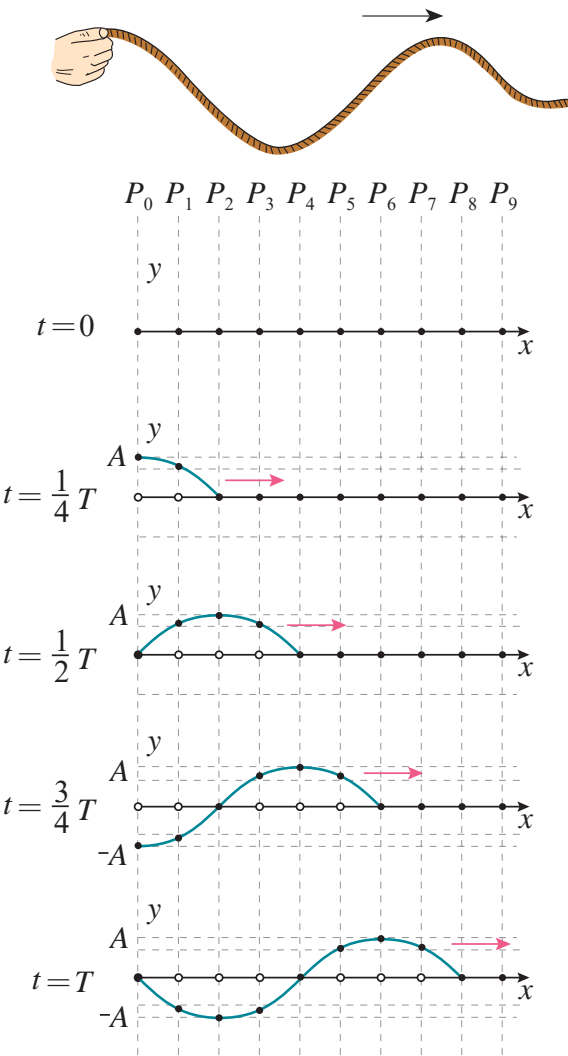 P₀ P₁ P₂ P₃ P₄ P₅ P₆ P₇ P₈ P₉
y
t=0
x
y
A
t=1/4 T
x
y
A
t=1/2 T
x
y
A
t=3/4 T
x
-A
y
A
t=T
x
-A